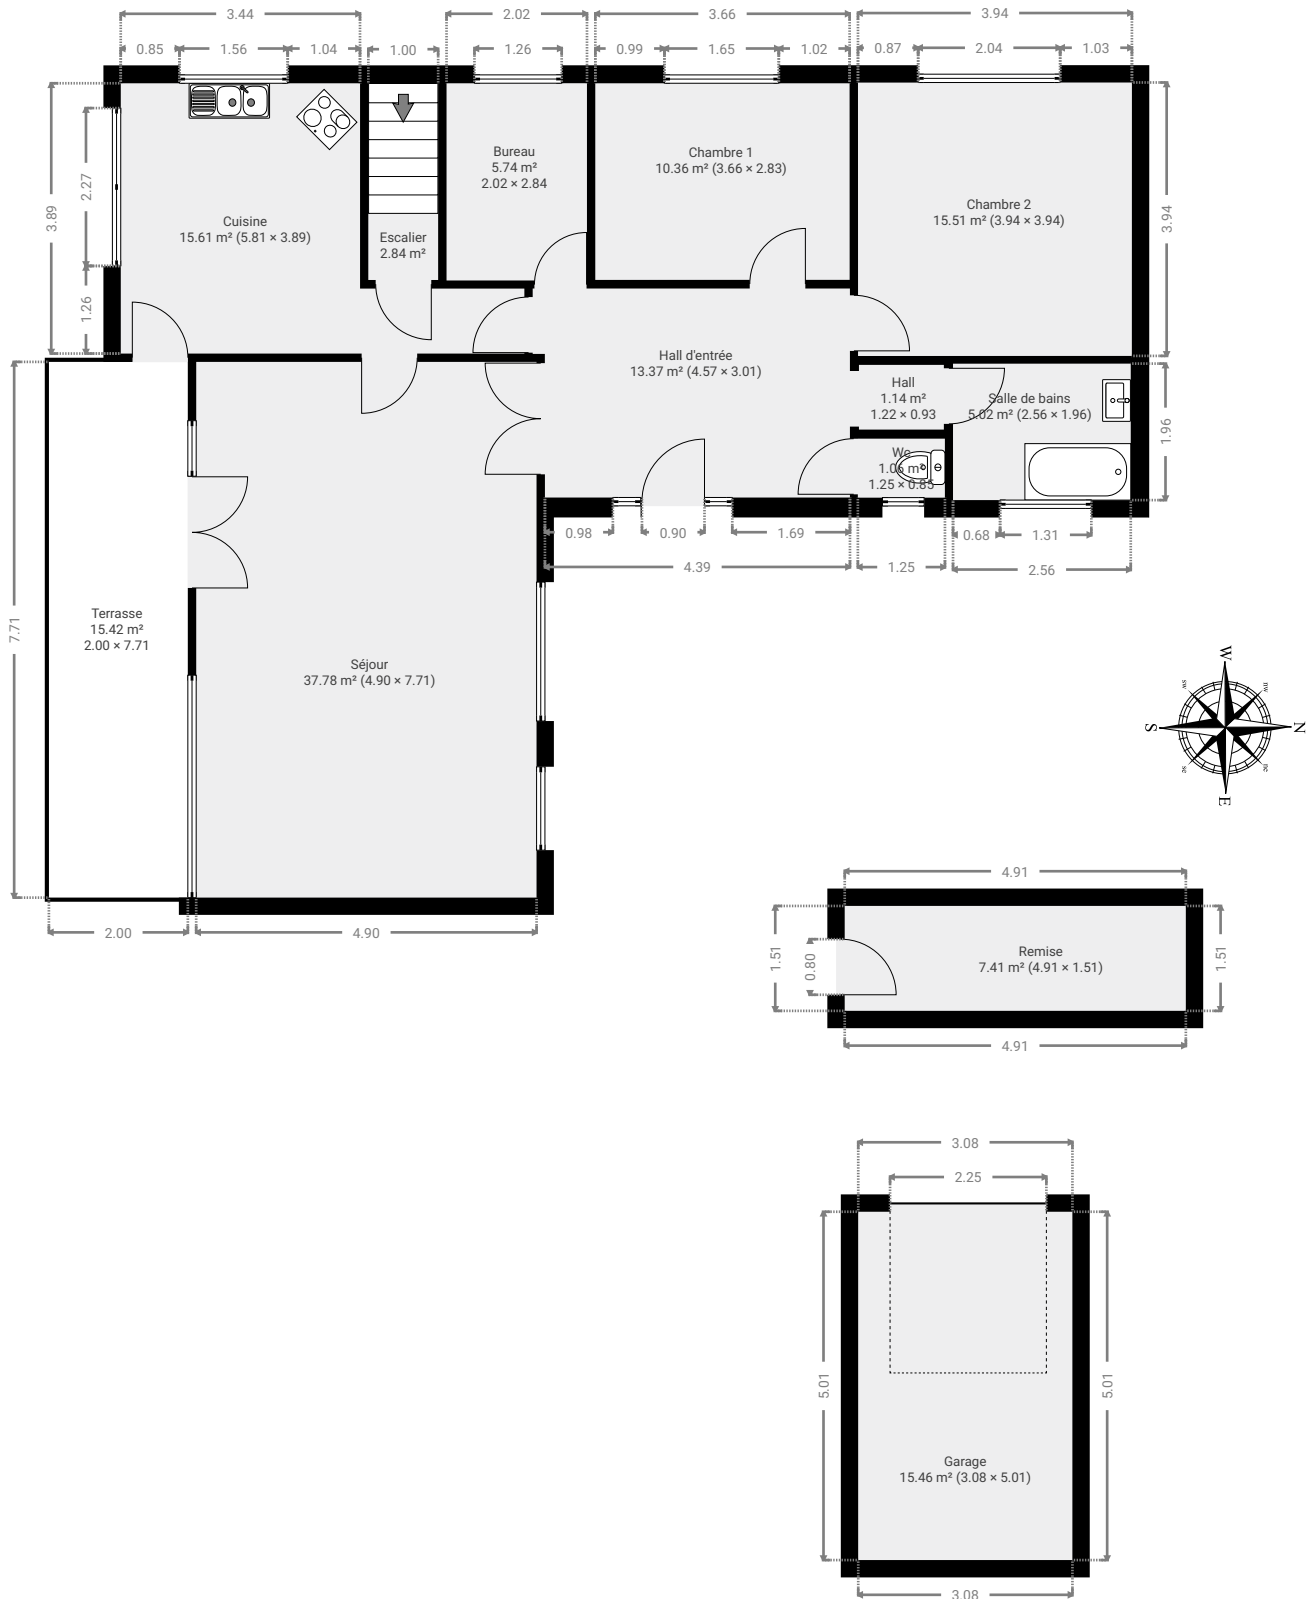 3.44
2.02
3.66
3.94
0.85
1.56
1.04
1.00
1.26
0.99
1.65
1.02
0.87
2.04
1.03
3.89
2.27
1.26
3.94
Cuisine
15.61 m² (5.81 × 3.89)
Escalier
2.84 m²
Bureau
5.74 m²
2.02 × 2.84
Chambre 1
10.36 m² (3.66 × 2.83)
Chambre 2
15.51 m² (3.94 × 3.94)
Hall d'entrée
13.37 m² (4.57 × 3.01)
Hall
1.14 m²
1.22 × 0.93
Salle de bains
5.02 m² (2.56 × 1.96)
1.96
Wc
1.06 m²
1.25 × 0.85
0.98
0.90
1.69
0.68
1.31
4.39
1.25
2.56
7.71
Terrasse
15.42 m²
2.00 × 7.71
Séjour
37.78 m² (4.90 × 7.71)
W
SW
NW
S
N
SE
NE
E
2.00
4.90
4.91
1.51
0.80
Remise
7.41 m² (4.91 × 1.51)
1.51
4.91
3.08
2.25
5.01
5.01
Garage
15.46 m² (3.08 × 5.01)
3.08